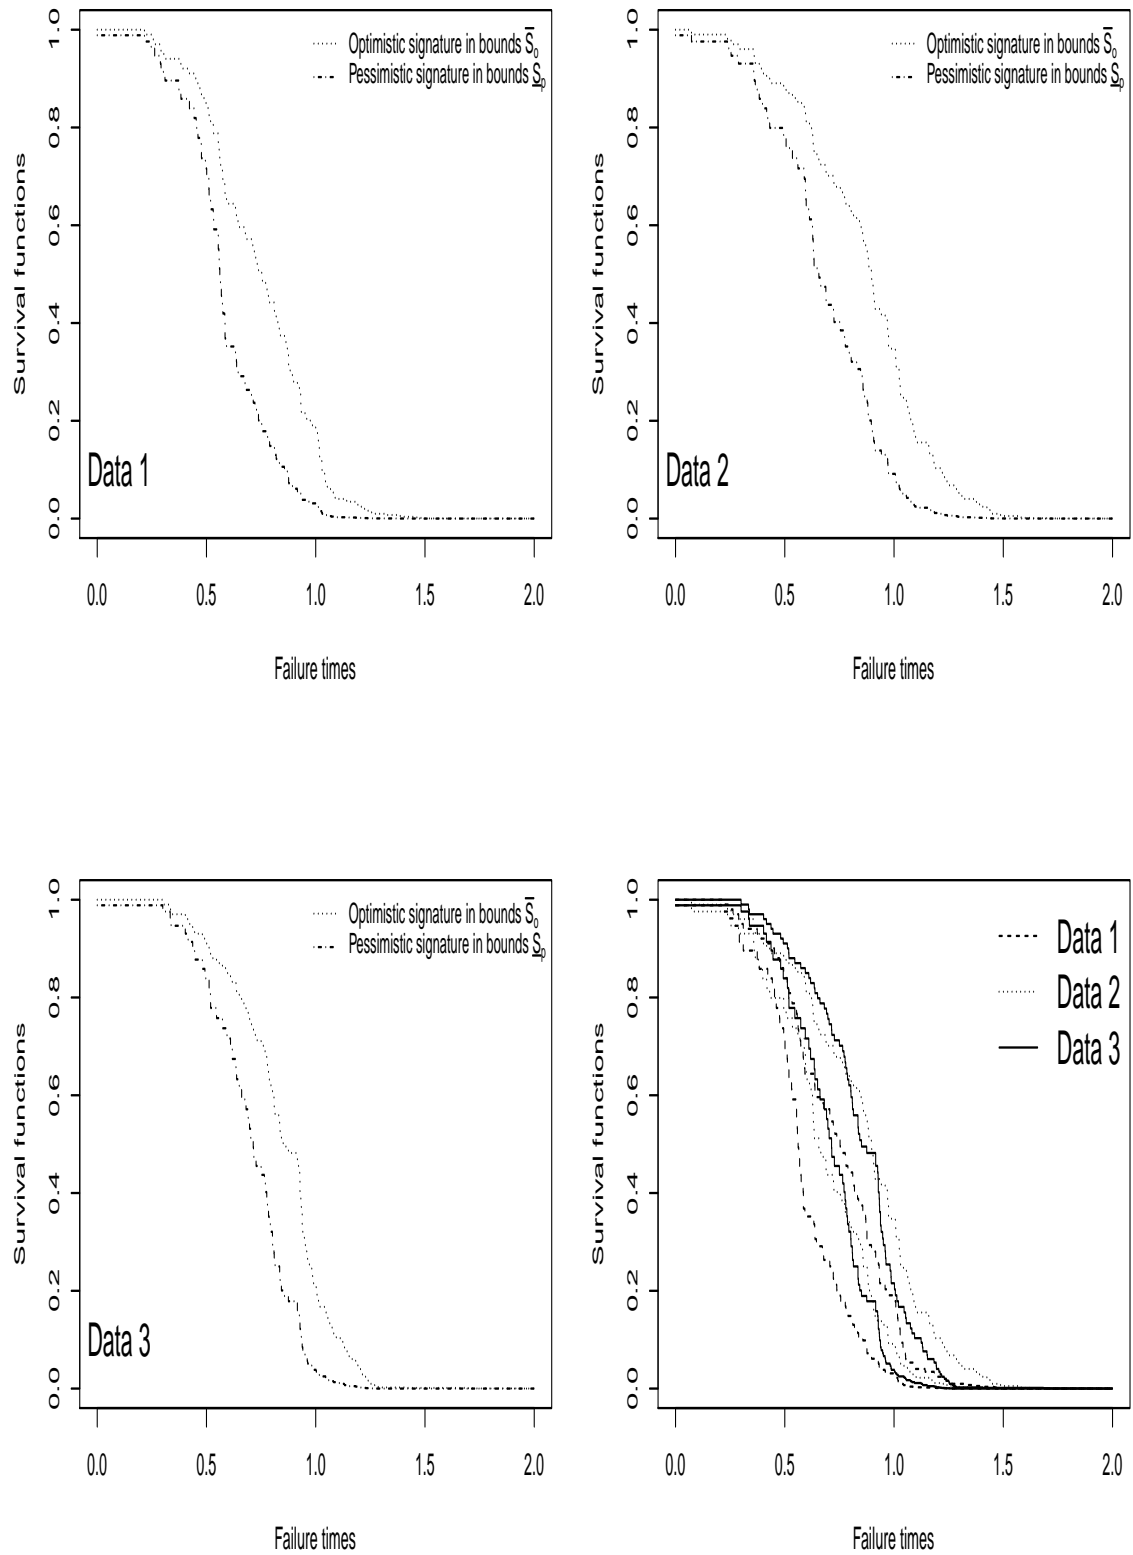 Optimistic signature in bounds S̅o
Pessimistic signature in bounds S̲p
Survival functions
0.0 0.2 0.4 0.6 0.8 1.0
Data 1
0.0 0.5 1.0 1.5 2.0
Failure times
Optimistic signature in bounds S̅o
Pessimistic signature in bounds S̲p
Survival functions
0.0 0.2 0.4 0.6 0.8 1.0
Data 2
0.0 0.5 1.0 1.5 2.0
Failure times
Optimistic signature in bounds S̅o
Pessimistic signature in bounds S̲p
Survival functions
0.0 0.2 0.4 0.6 0.8 1.0
Data 3
0.0 0.5 1.0 1.5 2.0
Failure times
Data 1
Data 2
Data 3
Survival functions
0.0 0.2 0.4 0.6 0.8 1.0
0.0 0.5 1.0 1.5 2.0
Failure times